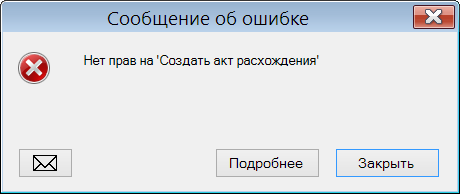 Сообщение об ошибке
Нет прав на 'Создать акт расхождения'
Подробнее
Закрыть